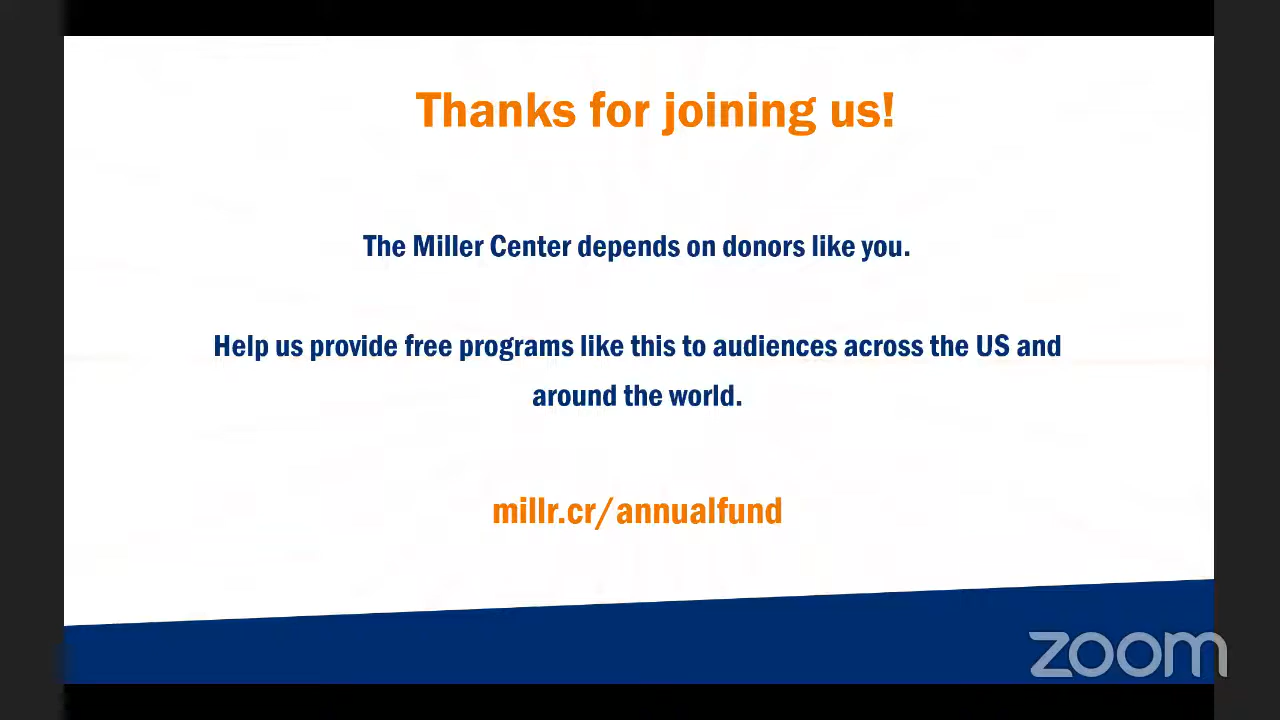 Thanks for joining us!
The Miller Center depends on donors like you.
Help us provide free programs like this to audiences across the US and
around the world.
millr.cr/annualfund
zoom